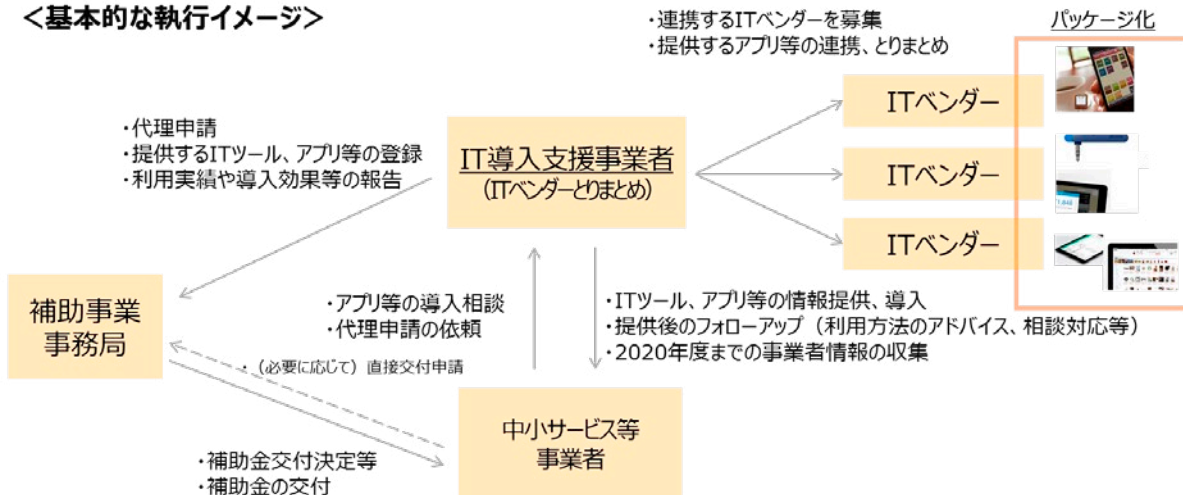 ＜基本的な執行イメージ＞
・連携するITベンダーを募集
・提供するアプリ等の連携、とりまとめ
パッケージ化
・代理申請
・提供するITツール、アプリ等の登録
・利用実績や導入効果等の報告
IT導入支援事業者
（ITベンダーとりまとめ）
ITベンダー
ITベンダー
ITベンダー
補助事業
事務局
・アプリ等の導入相談
・代理申請の依頼
・（必要に応じて）直接交付申請
・ITツール、アプリ等の情報提供、導入
・提供後のフォローアップ（利用方法のアドバイス、相談対応等）
・2020年度までの事業者情報の収集
中小サービス等
事業者
・補助金交付決定等
・補助金の交付